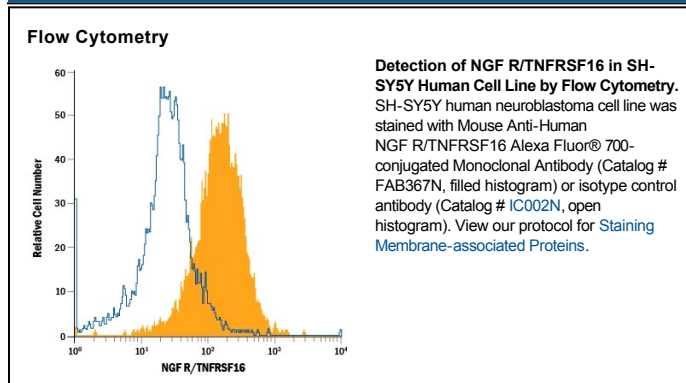 Flow Cytometry
60
50
40
30
20
10
0
Relative Cell Number
10⁰
10¹
10²
10³
10⁴
NGF R/TNFRSF16
Detection of NGF R/TNFRSF16 in SH-
SY5Y Human Cell Line by Flow Cytometry.
SH-SY5Y human neuroblastoma cell line was
stained with Mouse Anti-Human
NGF R/TNFRSF16 Alexa Fluor® 700-
conjugated Monoclonal Antibody (Catalog #
FAB367N, filled histogram) or isotype control
antibody (Catalog # IC002N, open
histogram). View our protocol for Staining
Membrane-associated Proteins.